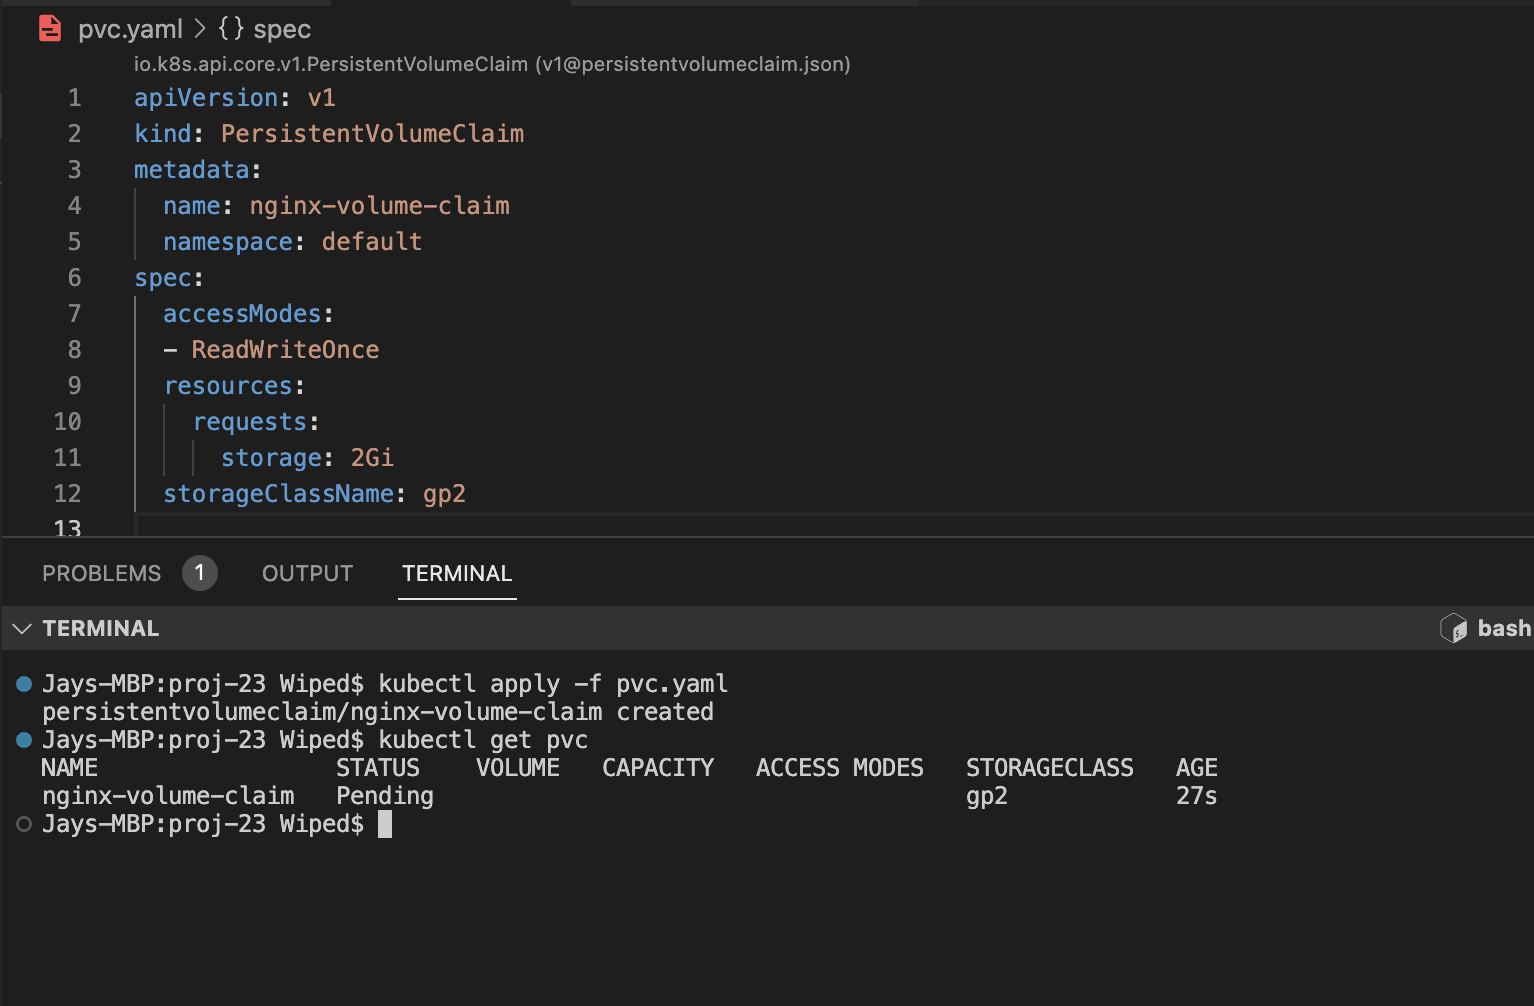 pvc.yaml > {} spec
io.k8s.api.core.v1.PersistentVolumeClaim (v1@persistentvolumeclaim.json)
1 apiVersion: v1
2 kind: PersistentVolumeClaim
3 metadata:
4   name: nginx-volume-claim
5   namespace: default
6 spec:
7   accessModes:
8   - ReadWriteOnce
9   resources:
10     requests:
11       storage: 2Gi
12   storageClassName: gp2
13
PROBLEMS 1 OUTPUT TERMINAL
TERMINAL bash
Jays-MBP:proj-23 Wiped$ kubectl apply -f pvc.yaml
persistentvolumeclaim/nginx-volume-claim created
Jays-MBP:proj-23 Wiped$ kubectl get pvc
NAME STATUS VOLUME CAPACITY ACCESS MODES STORAGECLASS AGE
nginx-volume-claim Pending gp2 27s
Jays-MBP:proj-23 Wiped$